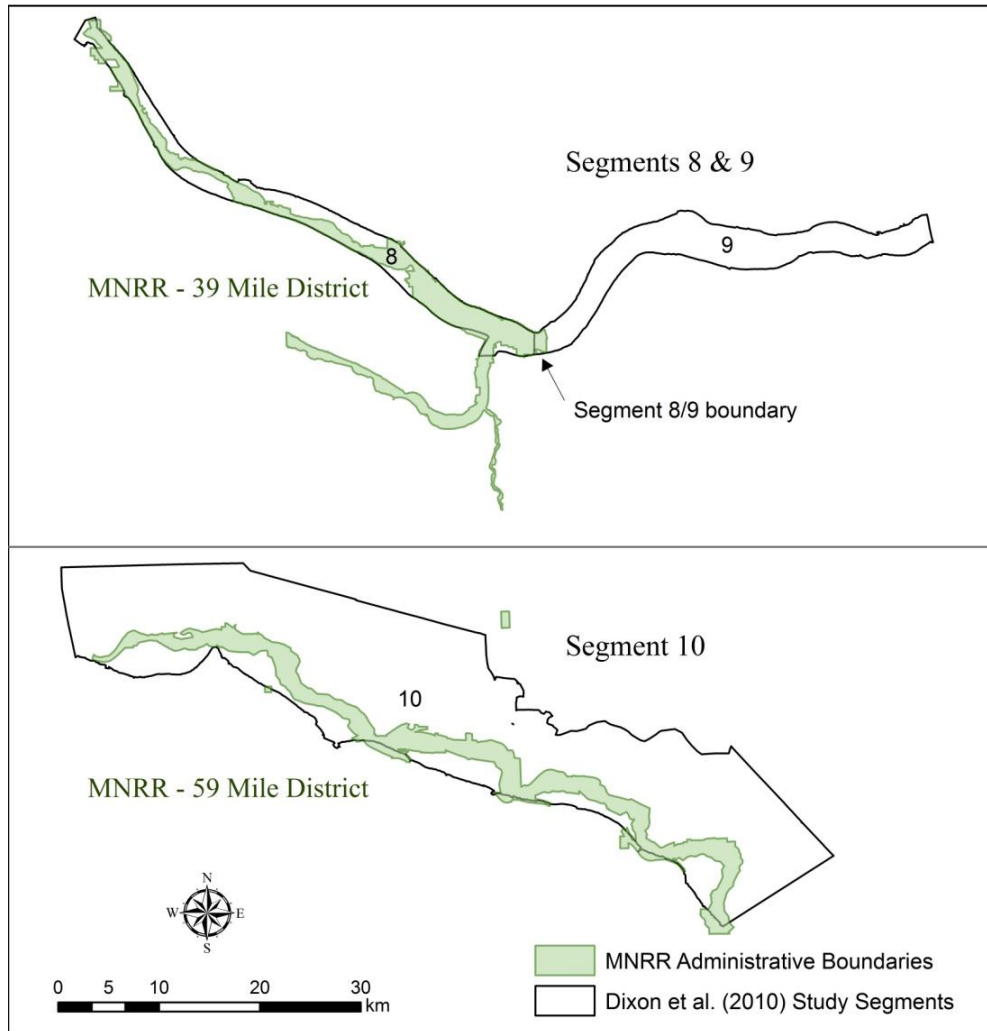 Segments 8 & 9
9
8
MNRR - 39 Mile District
Segment 8/9 boundary
Segment 10
10
MNRR - 59 Mile District
N
W E
S
MNRR Administrative Boundaries
0 5 10 20 30
km
Dixon et al. (2010) Study Segments